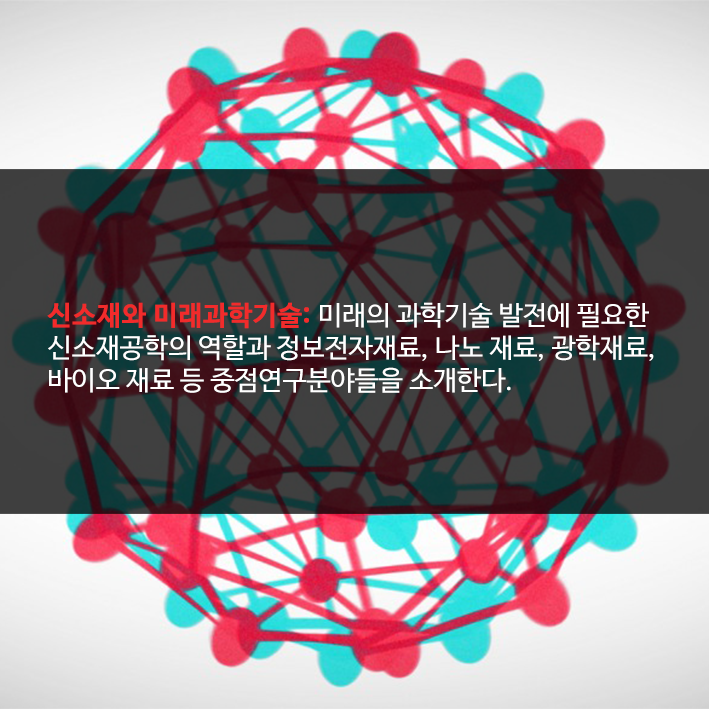 신소재와 미래과학기술: 미래의 과학기술 발전에 필요한
신소재공학의 역할과 정보전자재료, 나노 재료, 광학재료,
바이오 재료 등 중점연구분야들을 소개한다.